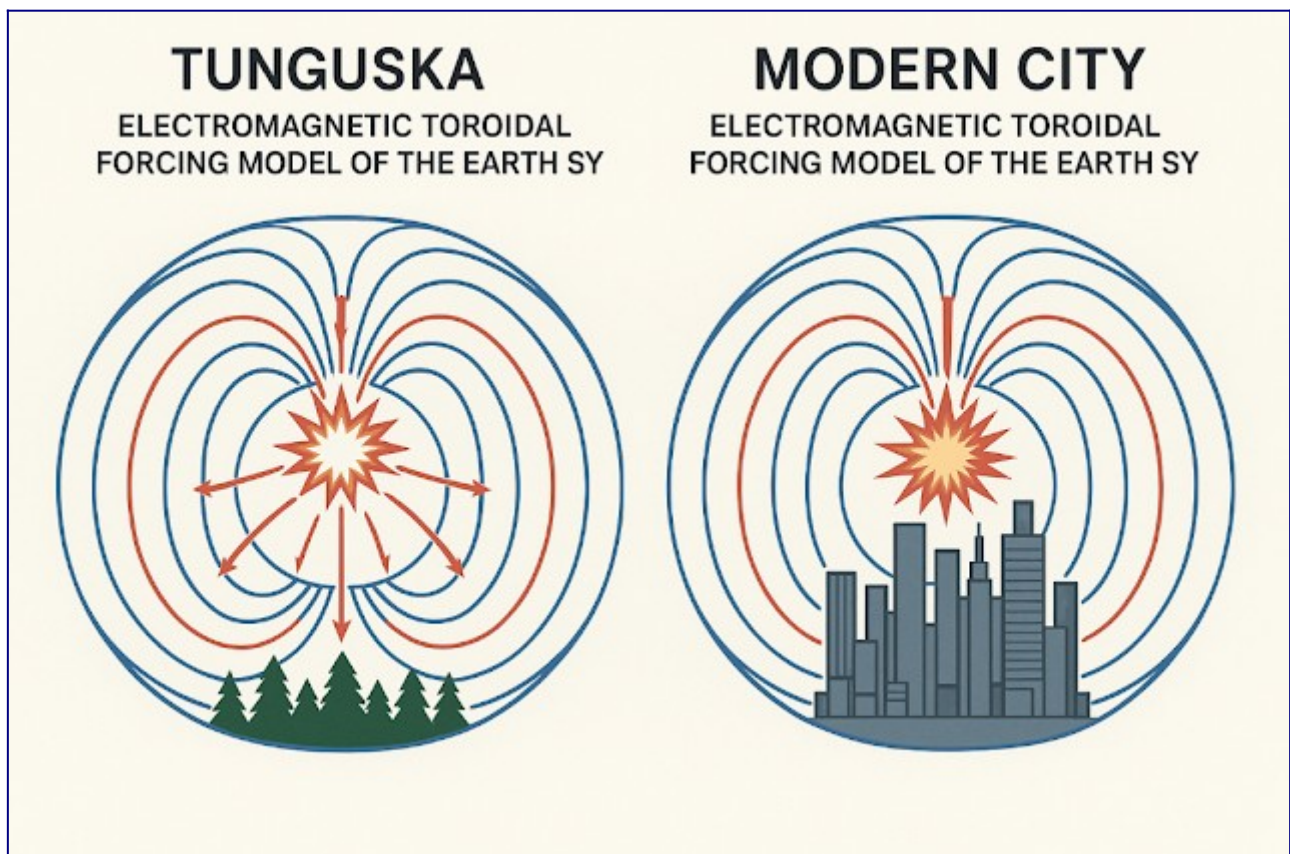 TUNGUSKA
ELECTROMAGNETIC TOROIDAL
FORCING MODEL OF THE EARTH SY
MODERN CITY
ELECTROMAGNETIC TOROIDAL
FORCING MODEL OF THE EARTH SY